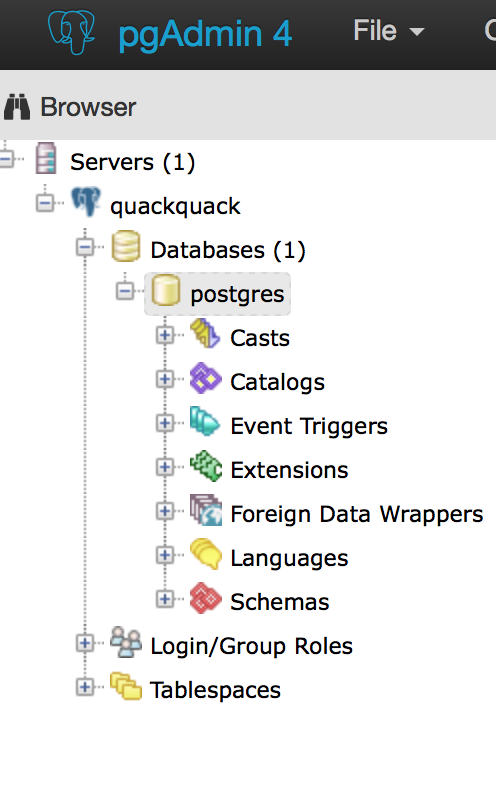 pgAdmin 4 File
Browser
Servers (1)
quackquack
Databases (1)
postgres
Casts
Catalogs
Event Triggers
Extensions
Foreign Data Wrappers
Languages
Schemas
Login/Group Roles
Tablespaces